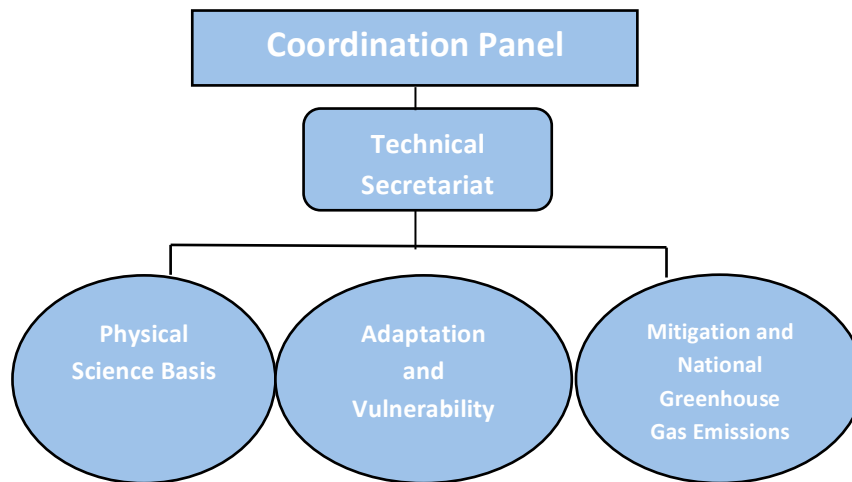 Coordination Panel
Technical
Secretariat
Physical
Science Basis
Adaptation
and
Vulnerability
Mitigation and
National
Greenhouse
Gas Emissions